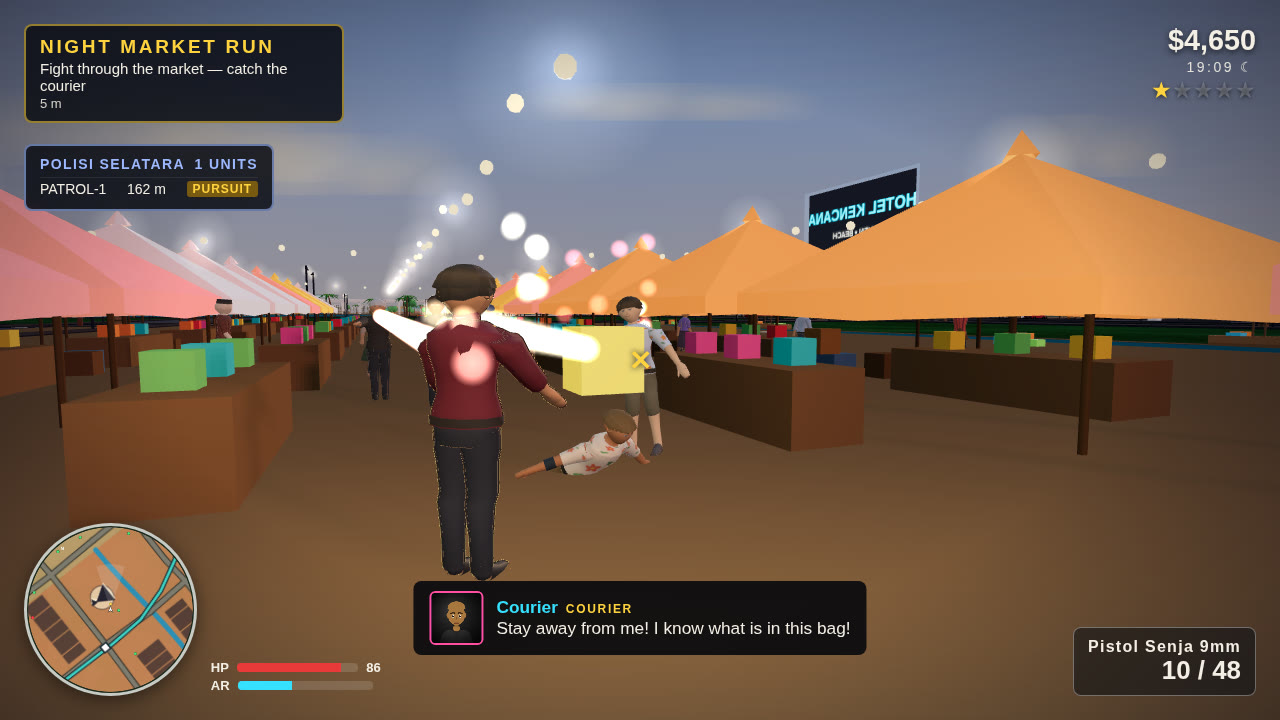 NIGHT MARKET RUN
Fight through the market — catch the
courier
5 m
$4,650
19:09 ☾
POLISI SELATARA 1 UNITS
PATROL-1 162 m PURSUIT
HOTEL KENCANA
Courier COURIER
Stay away from me! I know what is in this bag!
HP 86
AR
Pistol Senja 9mm
10 / 48